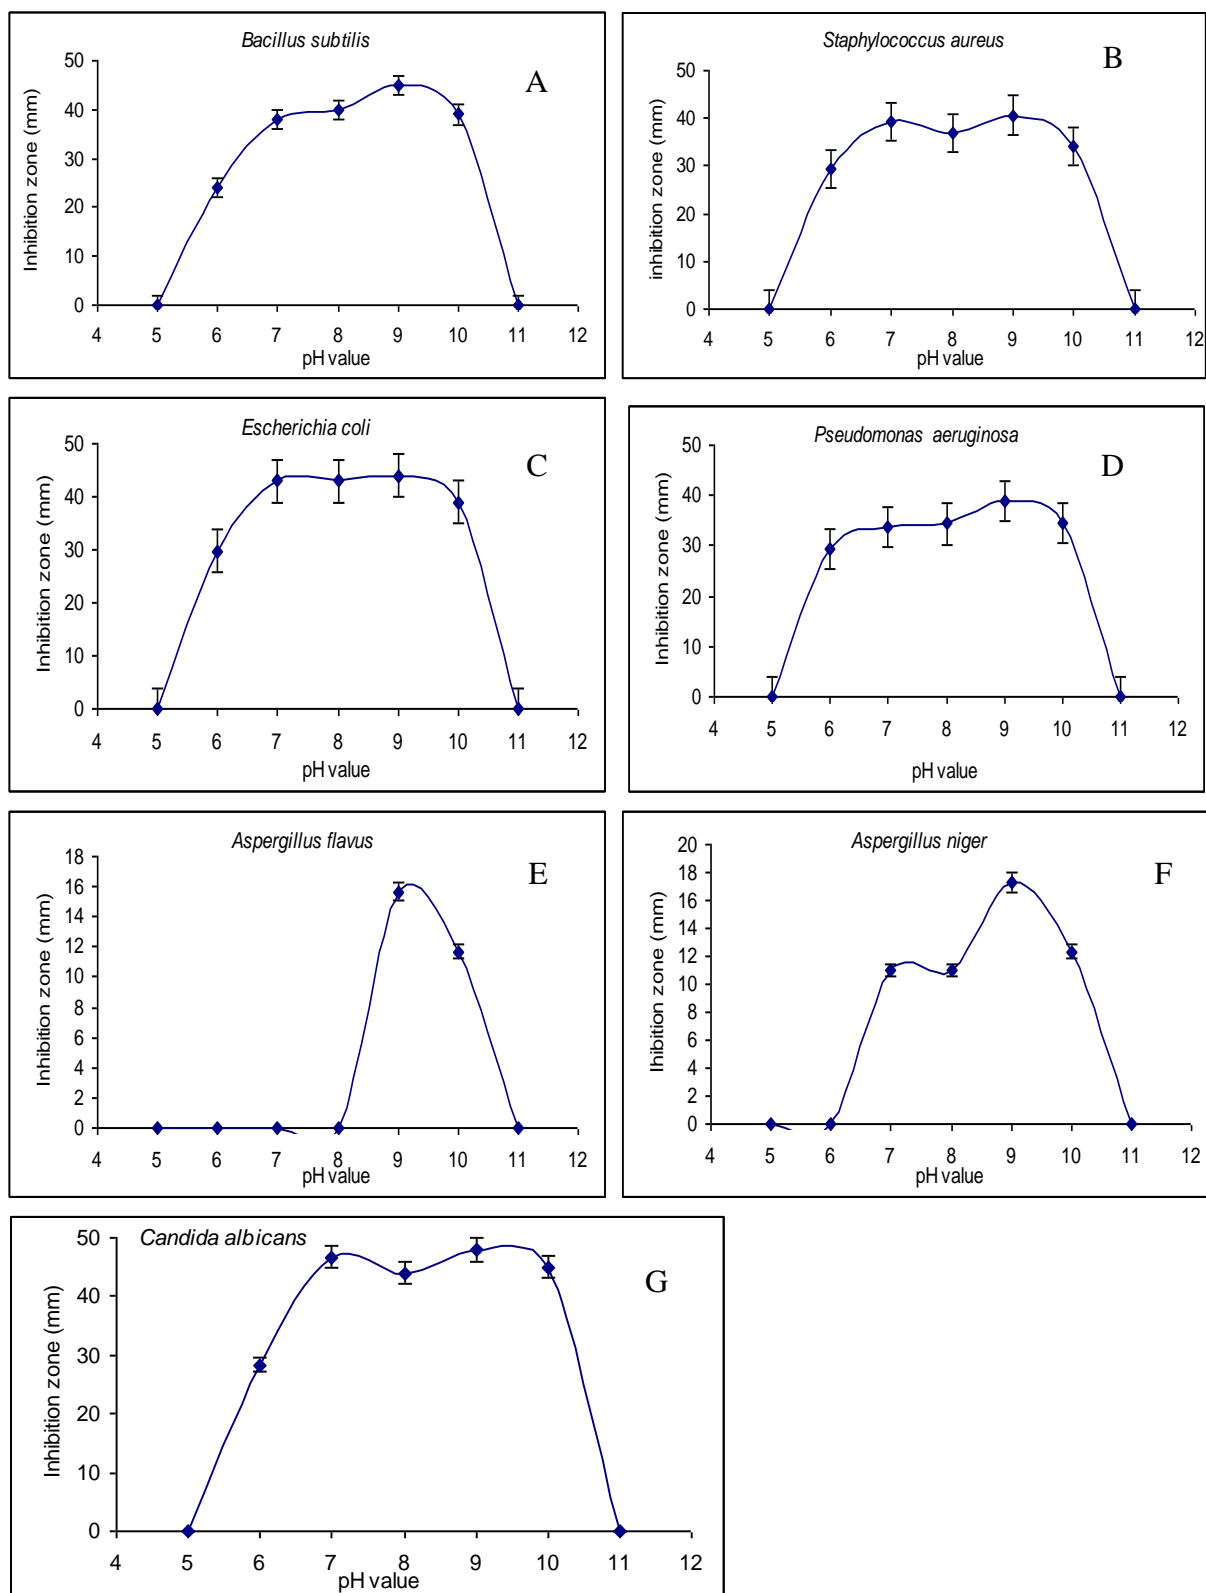 Bacillus subtilis
A
Inhibition zone (mm)
50
40
30
20
10
0
4 5 6 7 8 9 10 11 12
pH value
Staphylococcus aureus
B
inhibition zone (mm)
50
40
30
20
10
0
4 5 6 7 8 9 10 11 12
pH value
Escherichia coli
C
Inhibition zone (mm)
50
40
30
20
10
0
4 5 6 7 8 9 10 11 12
pH value
Pseudomonas aeruginosa
D
Inhibition zone (mm)
50
40
30
20
10
0
4 5 6 7 8 9 10 11 12
pH value
Aspergillus flavus
E
Inhibition zone (mm)
18
16
14
12
10
8
6
4
2
0
4 5 6 7 8 9 10 11 12
pH value
Aspergillus niger
F
Ihibition zone (mm)
20
18
16
14
12
10
8
6
4
2
0
4 5 6 7 8 9 10 11 12
pH value
Candida albicans
G
Inhibition zone (mm)
50
40
30
20
10
0
4 5 6 7 8 9 10 11 12
pH value